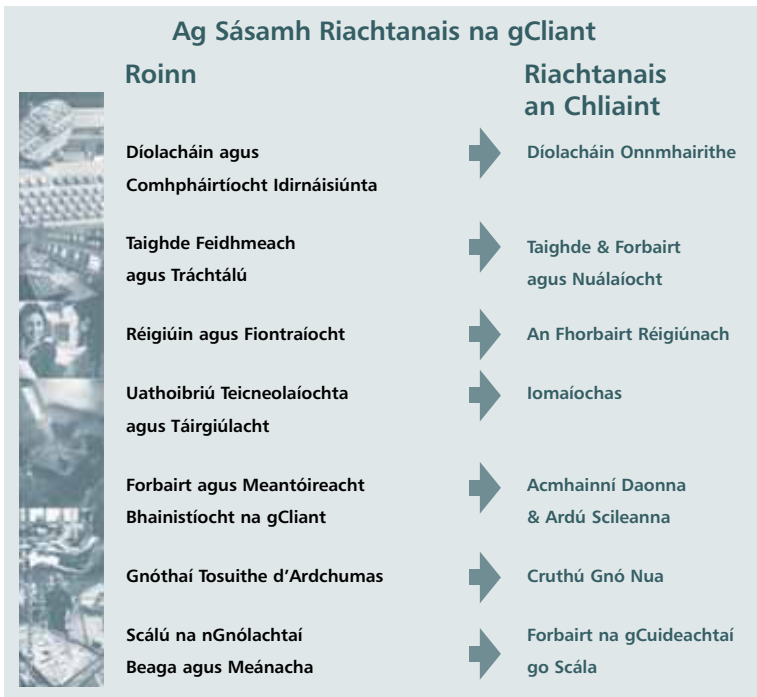 Ag Sásamh Riachtanais na gCliant
Roinn
Riachtanais
an Chliaint
Díolacháin agus
Comhpháirtíocht Idirnáisiúnta
Díolacháin Onnmhairithe
Taighde Feidhmeach
agus Tráchtálú
Taighde & Forbairt
agus Nuálaíocht
Réigiúin agus Fiontraíocht
An Fhorbairt Réigiúnach
Uathoibriú Teicneolaíochta
agus Táirgiúlacht
Iomaíochas
Forbairt agus Meantóireacht
Bhainistíocht na gCliant
Acmhainní Daonna
& Ardú Scileanna
Gnóthaí Tosuithe d'Ardchumas
Cruthú Gnó Nua
Scálú na nGnólachtaí
Beaga agus Meánacha
Forbairt na gCuideachtaí
go Scála